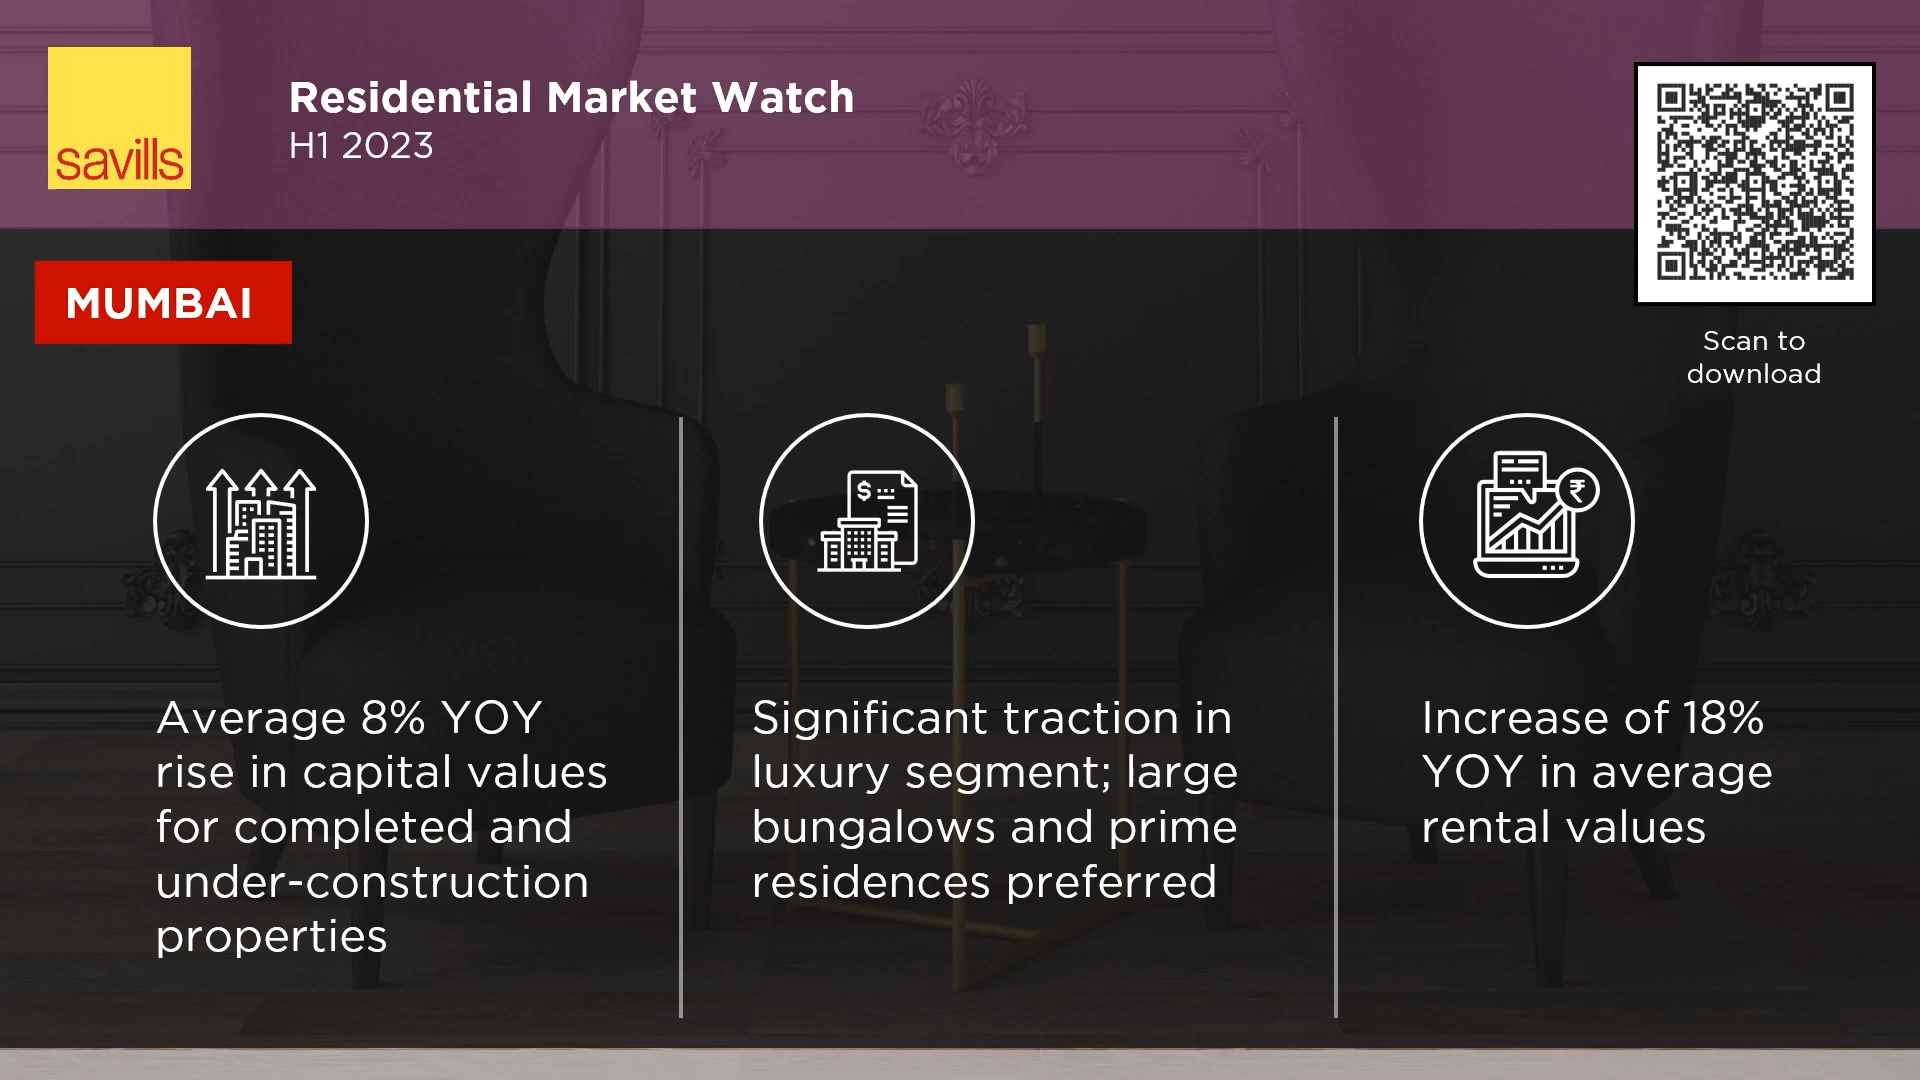 savills
Residential Market Watch
H1 2023
Scan to
download
MUMBAI
Average 8% YOY
rise in capital values
for completed and
under-construction
properties
$
Significant traction in
luxury segment; large
bungalows and prime
residences preferred
₹
Increase of 18%
YOY in average
rental values